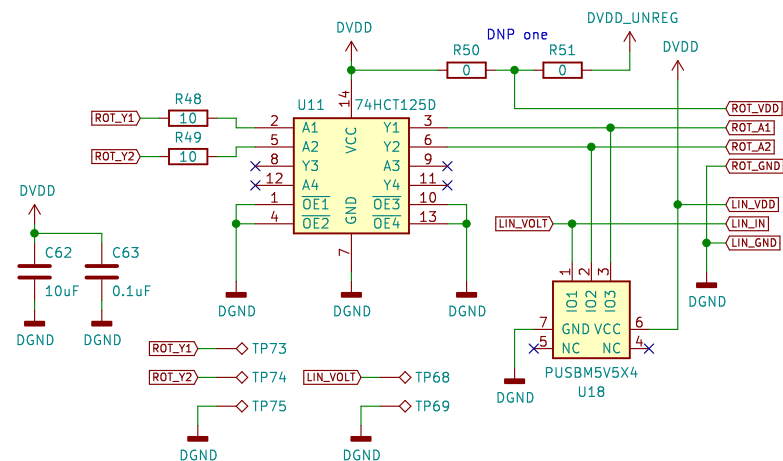 DVDD_UNREG
DNP one
DVDD
DVDD
R50
R51
0
0
U11
74HCT125D
14
VCC
ROT_VDD
R48
ROT_Y1
10
2
A1
Y1
3
ROT_A1
R49
5
A2
Y2
6
ROT_A2
ROT_Y2
10
8
Y3
A3
9
ROT_GND
12
A4
Y4
11
DVDD
1
OE1
OE3
10
LIN_VDD
4
OE2
GND
OE4
13
LIN_VOLT
LIN_IN
7
LIN_GND
C62
C63
10uF
0.1uF
1
2
3
DGND
DGND
DGND
DGND
IO1
IO2
IO3
DGND
DGND
7
GND
VCC
6
5
NC
NC
4
PUSBM5V5X4
U18
DGND
ROT_Y1
TP73
ROT_Y2
TP74
LIN_VOLT
TP68
TP75
TP69
DGND
DGND